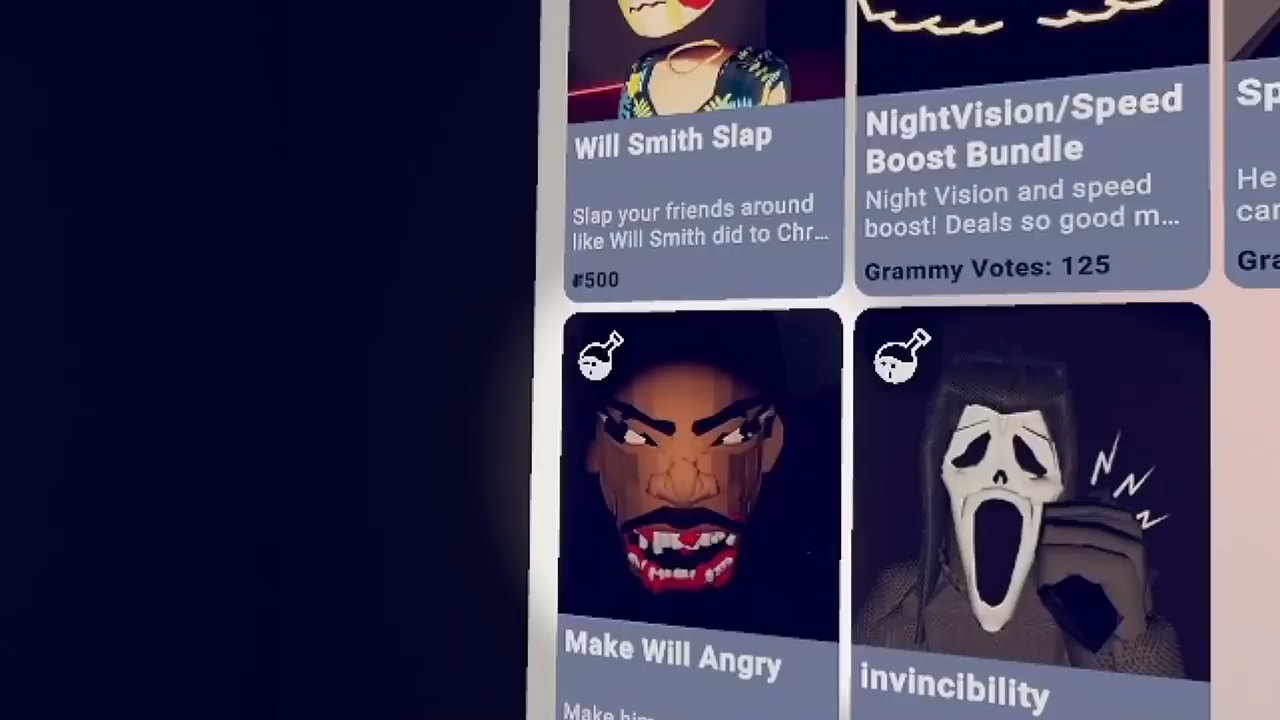 Will Smith Slap
Slap your friends around
like Will Smith did to Chr...
500
NightVision/Speed
Boost Bundle
Night Vision and speed
boost! Deals so good m...
Grammy Votes: 125
Make Will Angry
invincibility